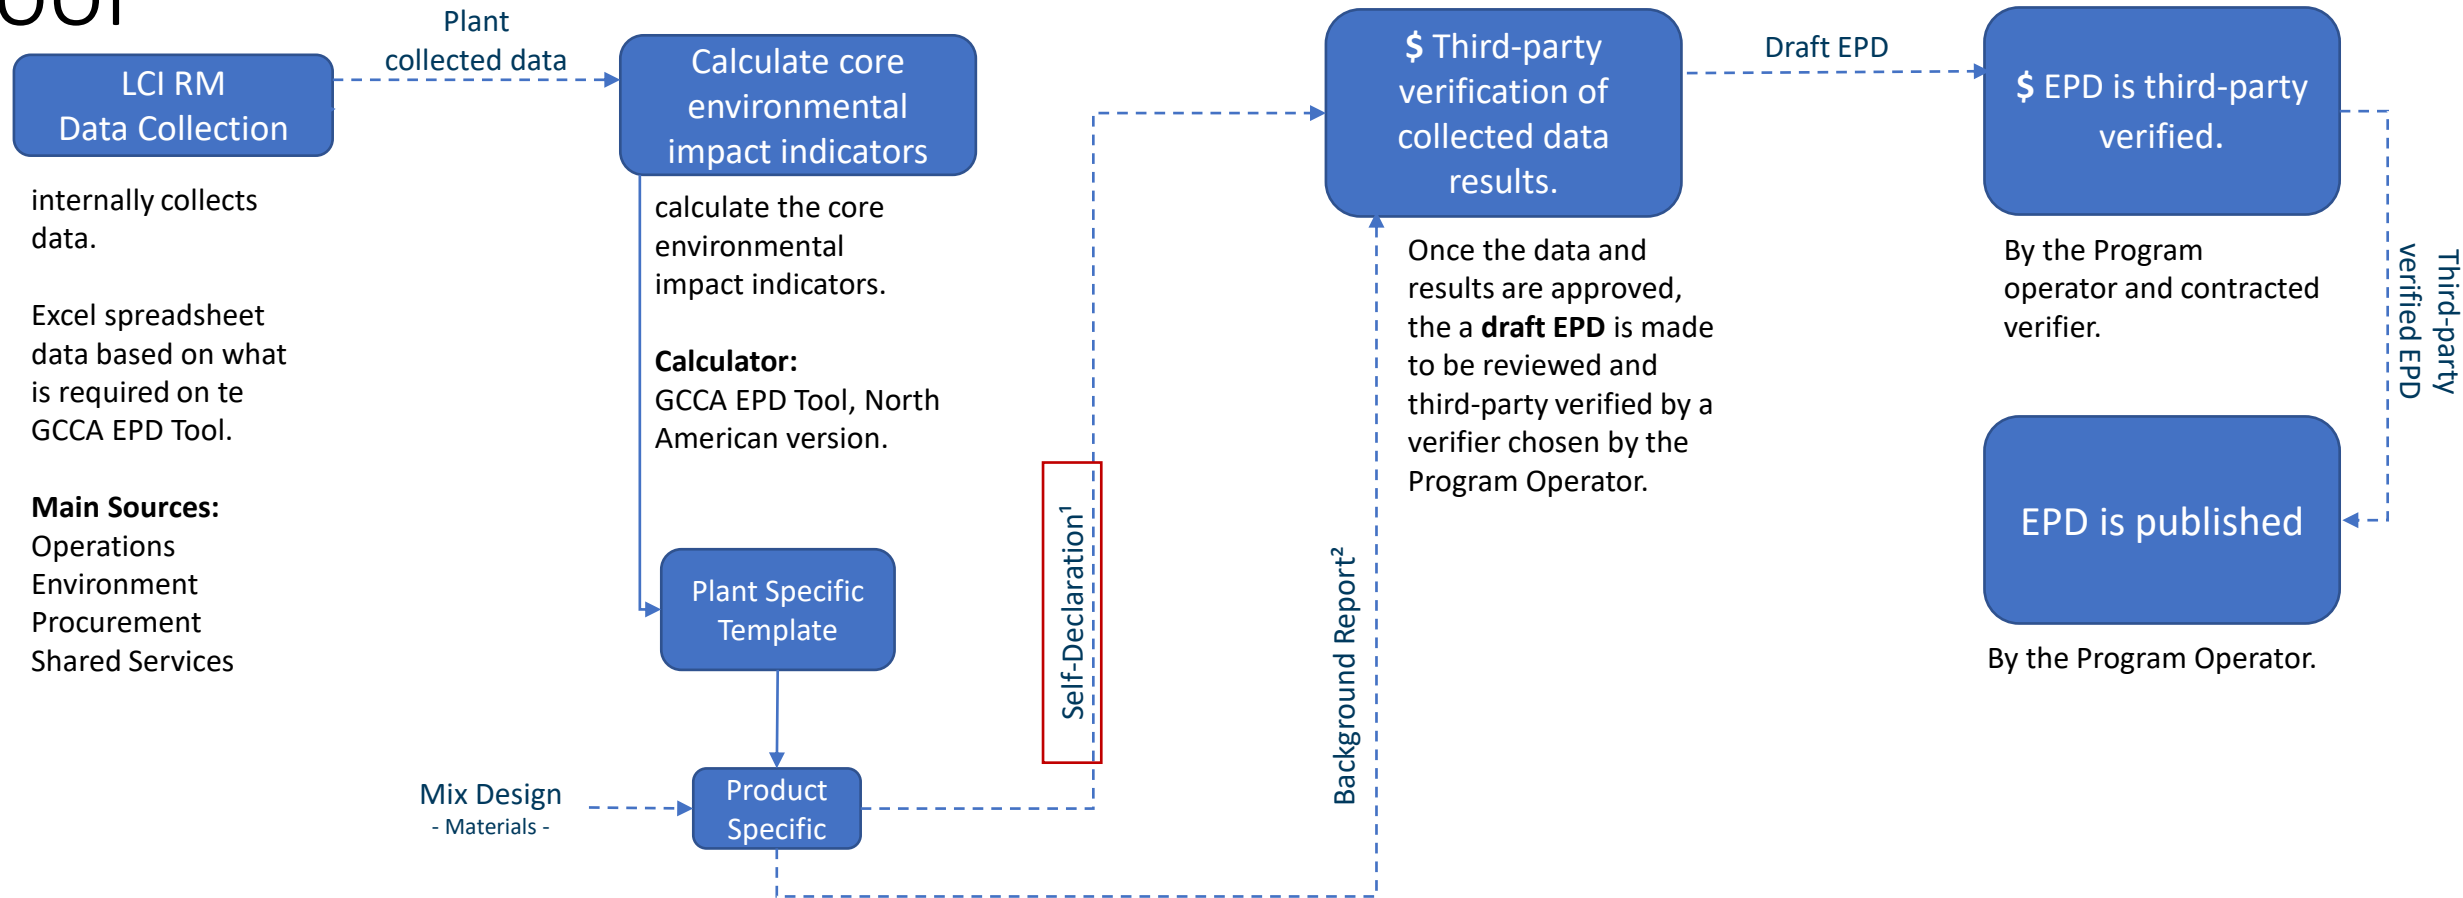 LCI RM
Data Collection
internally collects
data.
Excel spreadsheet
data based on what
is required on te
GCCA EPD Tool.
Main Sources:
Operations
Environment
Procurement
Shared Services
Plant
collected data
Calculate core
environmental
impact indicators
calculate the core
environmental
impact indicators.
Calculator:
GCCA EPD Tool, North
American version.
Plant Specific
Template
Mix Design
- Materials -
Product
Specific
Self-Declaration¹
Background Report²
$ Third-party
verification of
collected data
results.
Once the data and
results are approved,
the a draft EPD is made
to be reviewed and
third-party verified by a
verifier chosen by the
Program Operator.
Draft EPD
$ EPD is third-party
verified.
By the Program
operator and contracted
verifier.
Third-party
verified EPD
EPD is published
By the Program Operator.